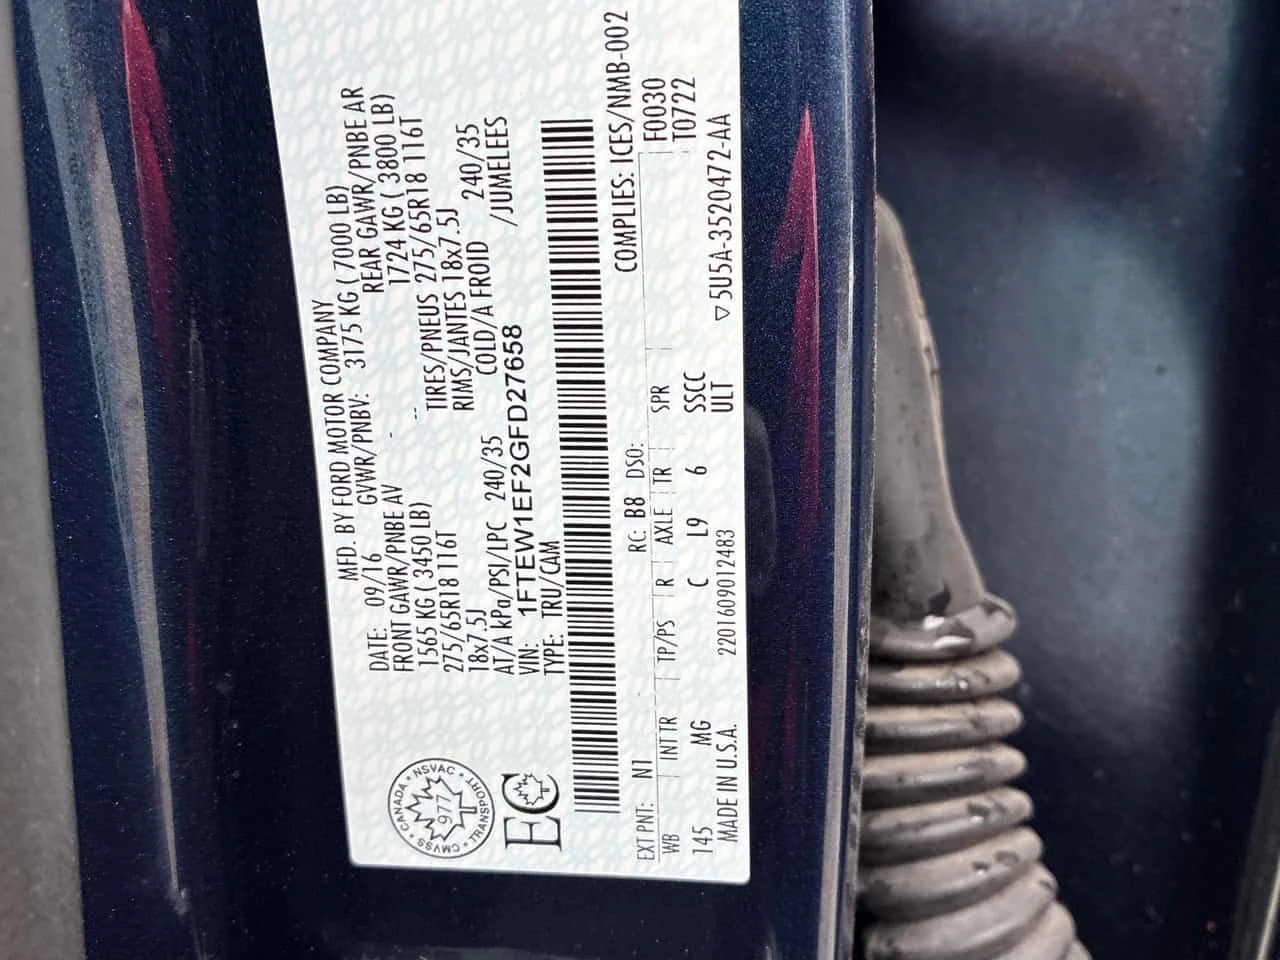 MFD. BY FORD MOTOR COMPANY
DATE: 09/16 GVWR/PNBV: 3175 KG ( 7000 LB)
FRONT GAWR/PNBE AV - -- REAR GAWR/PNBE AR
1565 KG ( 3450 LB) 1724 KG ( 3800 LB)
275/65R18 116T TIRES/PNEUS 275/65R18 116T
18x7.5J RIMS/JANTES 18x7.5J
AT/A kPa/PSI/LPC 240/35 COLD/A FROID 240/35
VIN: 1FTEW1EF2GFD27658 /JUMELEES
TYPE: TRU/CAM
CANADA • NSVAC • TRANSPORT • CMVSS •
977
EC
COMPLIES: ICES/NMB-002
EXT PNT: N1 RC: B8 DSO: F0030
WB INT TR TP/PS R AXLE TR SPR T0722
145 MG C L9 6 SSCC
MADE IN U.S.A. 2201609012483 ULT ▽5U5A-3520472-AA